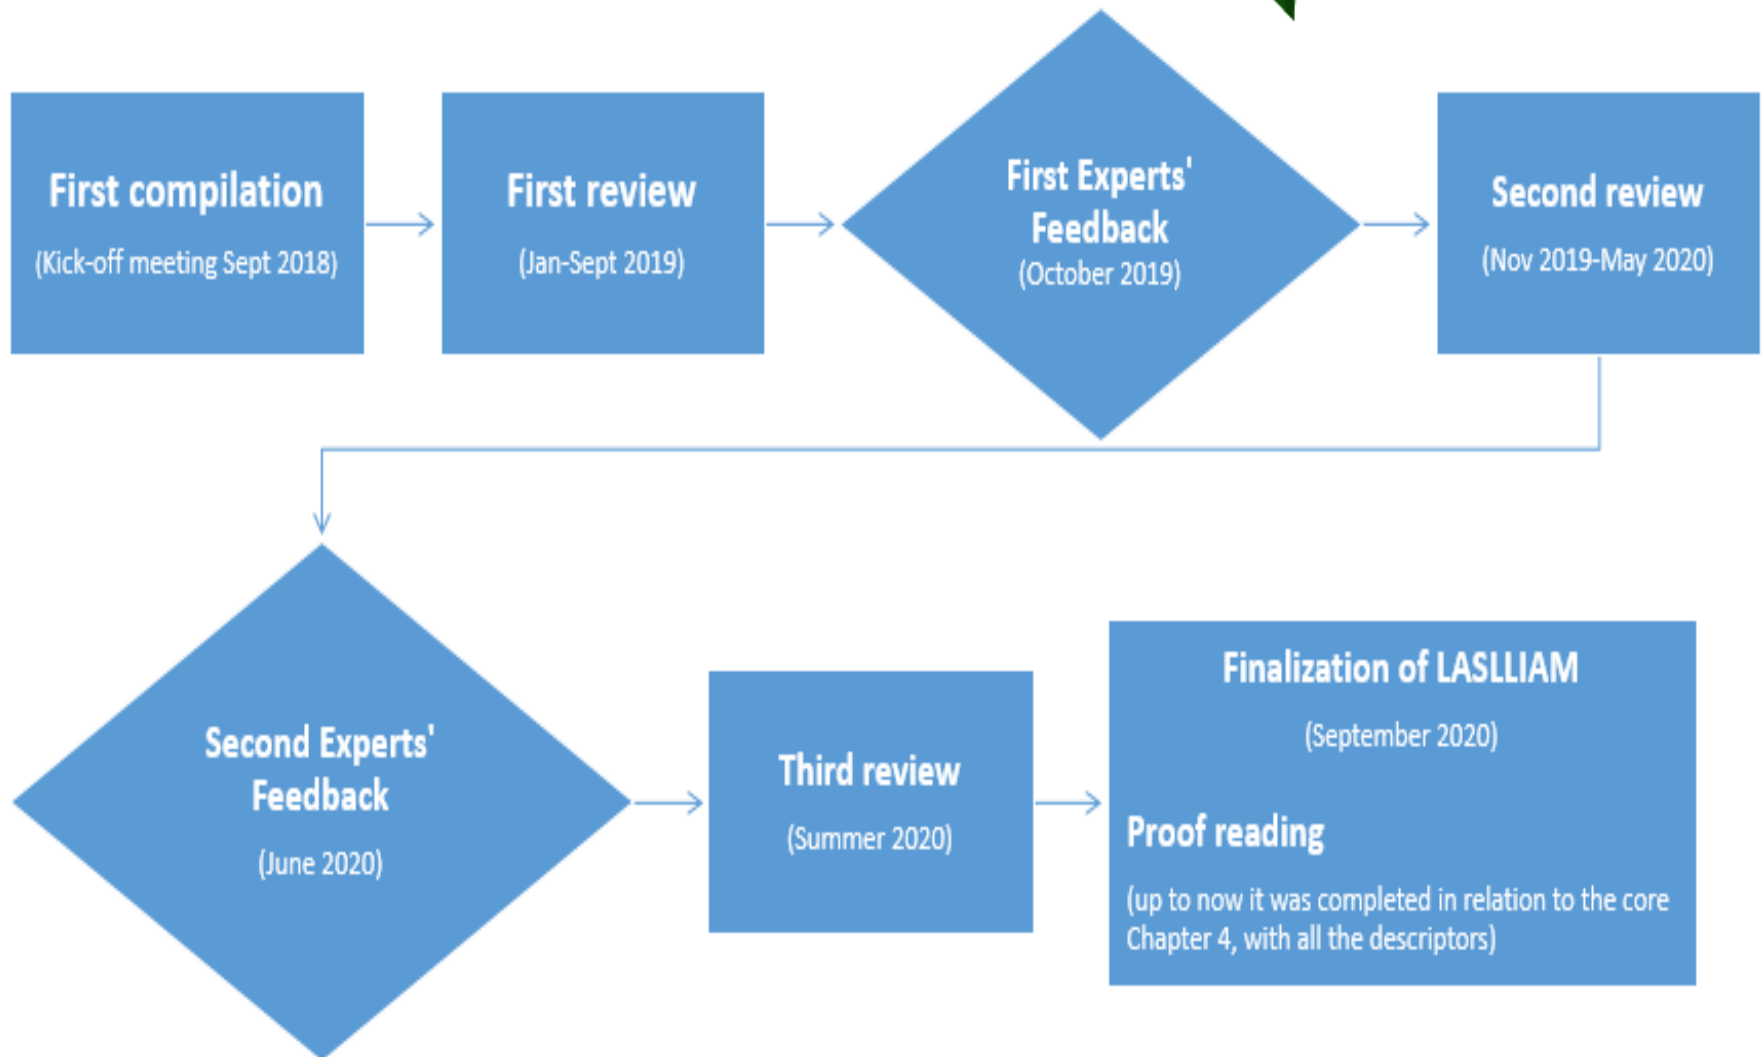 First compilation
(Kick-off meeting Sept 2018)
First review
(Jan-Sept 2019)
First Experts'
Feedback
(October 2019)
Second review
(Nov 2019-May 2020)
Second Experts'
Feedback
(June 2020)
Third review
(Summer 2020)
Finalization of LASLLIAM
(September 2020)
Proof reading
(up to now it was completed in relation to the core
Chapter 4, with all the descriptors)